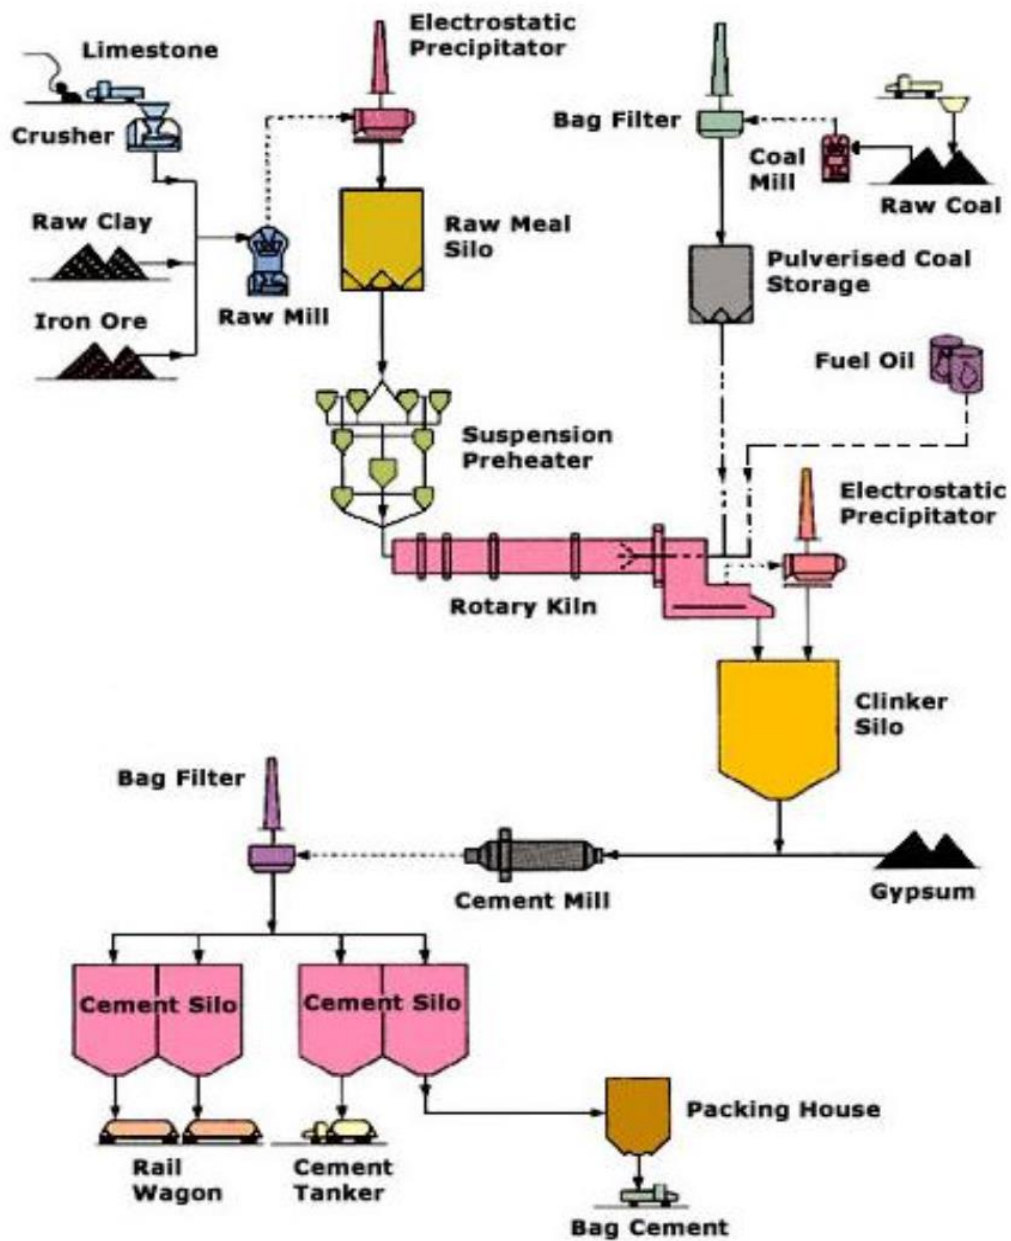 Limestone
Crusher
Raw Clay
Iron Ore
Raw Mill
Electrostatic
Precipitator
Raw Meal
Silo
Suspension
Preheater
Bag Filter
Coal
Mill
Raw Coal
Pulverised Coal
Storage
Fuel Oil
Electrostatic
Precipitator
Rotary Kiln
Clinker
Silo
Bag Filter
Cement Mill
Gypsum
Cement Silo
Cement Silo
Rail
Wagon
Cement
Tanker
Packing House
Bag Cement